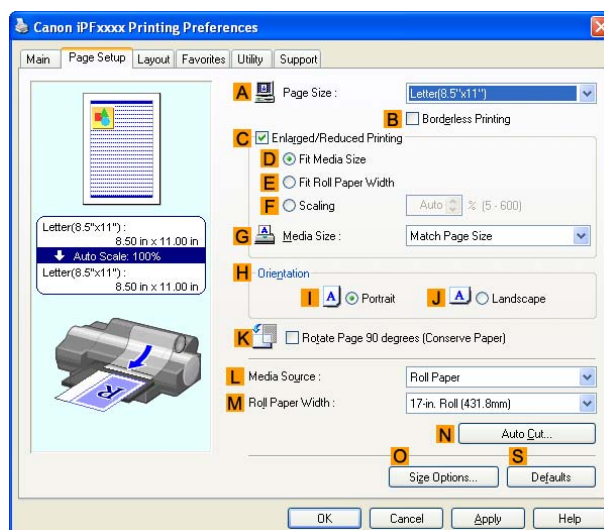 Canon iPFxxxx Printing Preferences
Main Page Setup Layout Favorites Utility Support
A Page Size : Letter(8.5"x11")
B Borderless Printing
C Enlarged/Reduced Printing
D Fit Media Size
E Fit Roll Paper Width
F Scaling Auto % (5 - 600)
G Media Size : Match Page Size
Letter(8.5"x11") :
8.50 in x 11.00 in
Auto Scale: 100%
Letter(8.5"x11") :
8.50 in x 11.00 in
H Orientation
I A Portrait J A Landscape
K Rotate Page 90 degrees (Conserve Paper)
R
L Media Source : Roll Paper
M Roll Paper Width : 17-in. Roll (431.8mm)
N Auto Cut...
O S
Size Options... Defaults
OK Cancel Apply Help